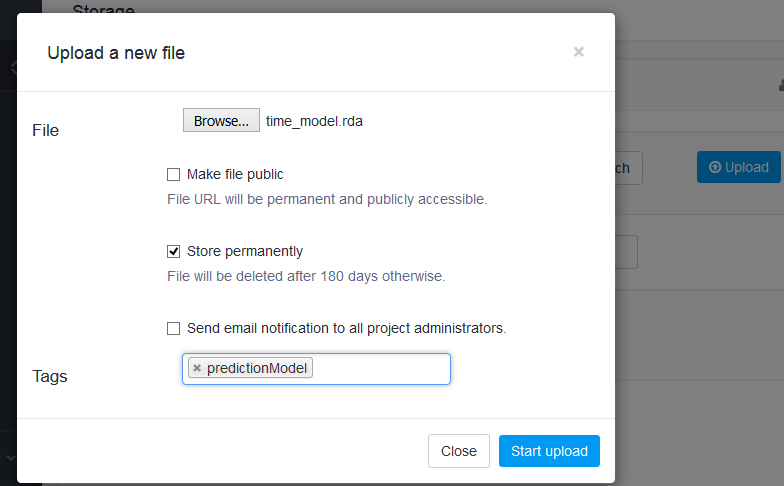 Storage
Upload a new file
×
File
Browse...
time_model.rda
Make file public
File URL will be permanent and publicly accessible.
Store permanently
File will be deleted after 180 days otherwise.
Send email notification to all project administrators.
Tags
× predictionModel
Close
Start upload
ch
Upload